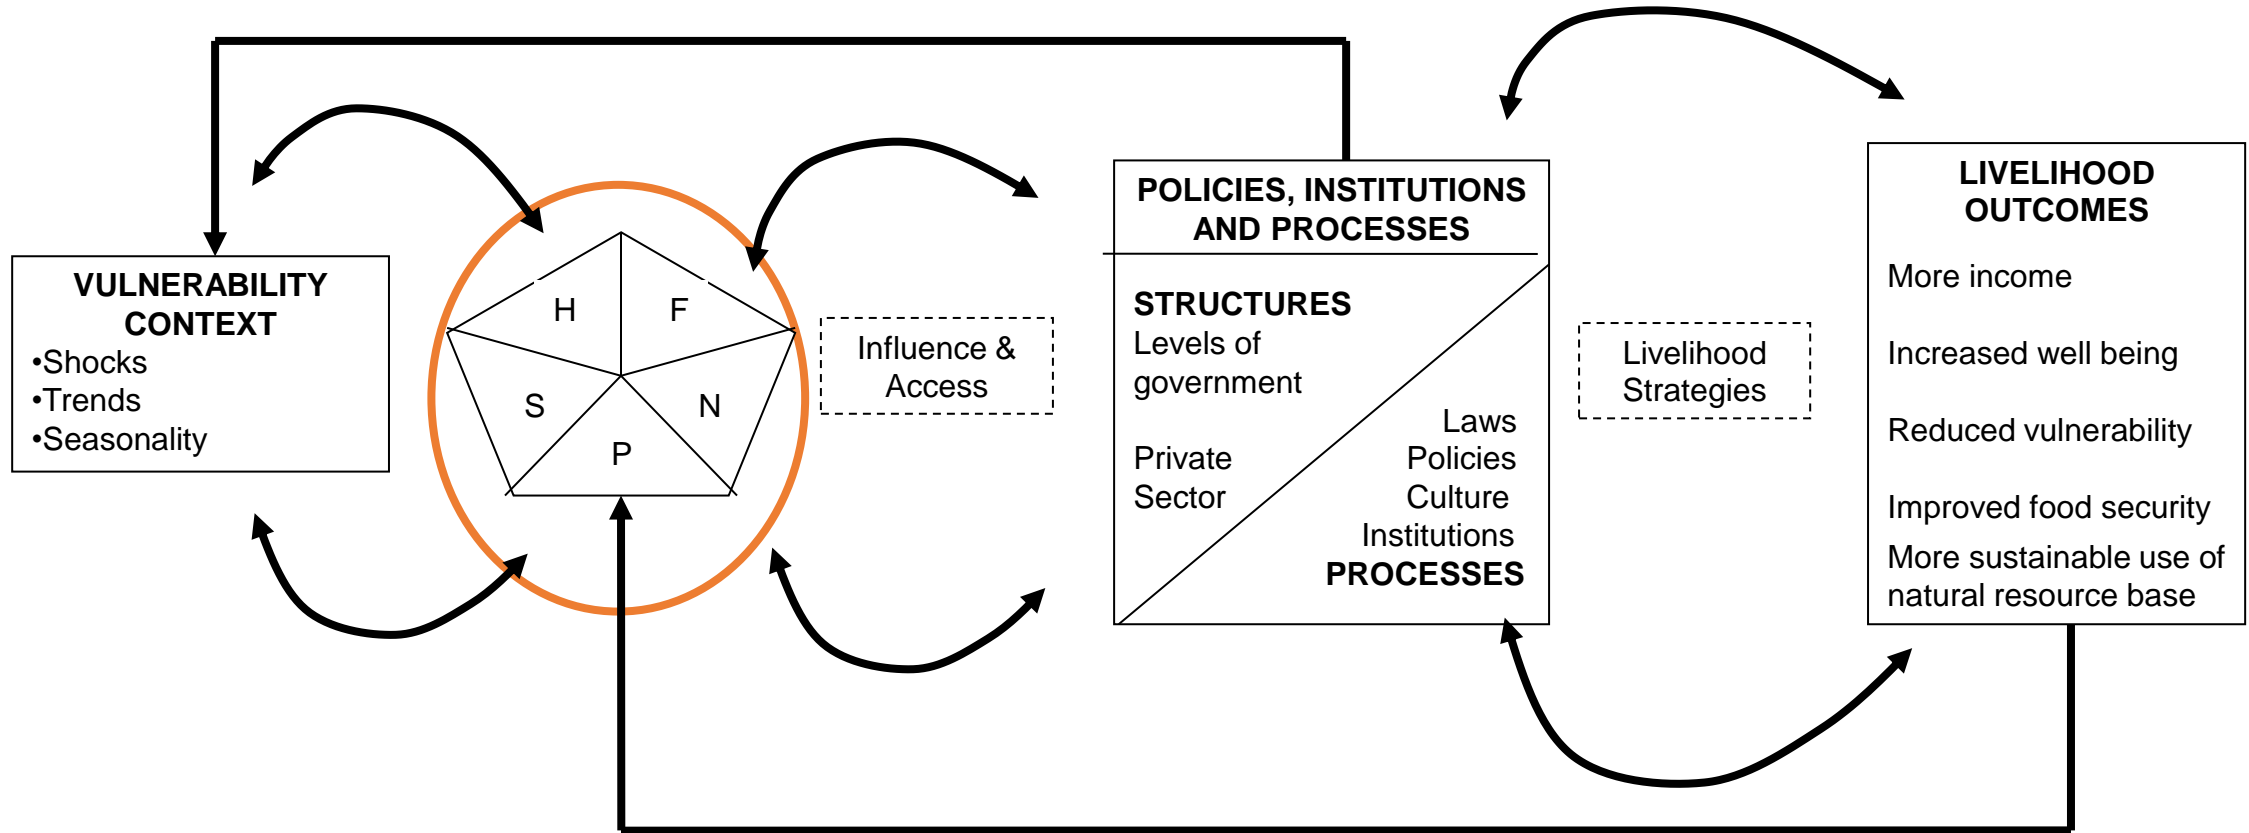 VULNERABILITY
CONTEXT
•Shocks
•Trends
•Seasonality
H
F
S
N
P
Influence &
Access
POLICIES, INSTITUTIONS
AND PROCESSES
STRUCTURES
Levels of
government
Private
Sector
Laws
Policies
Culture
Institutions
PROCESSES
Livelihood
Strategies
LIVELIHOOD
OUTCOMES
More income
Increased well being
Reduced vulnerability
Improved food security
More sustainable use of
natural resource base